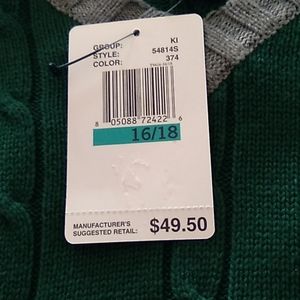 GROUP: KI
STYLE: 54814S
COLOR: 374
8 05088 72422 6
16/18
MANUFACTURER'S
SUGGESTED RETAIL: $49.50